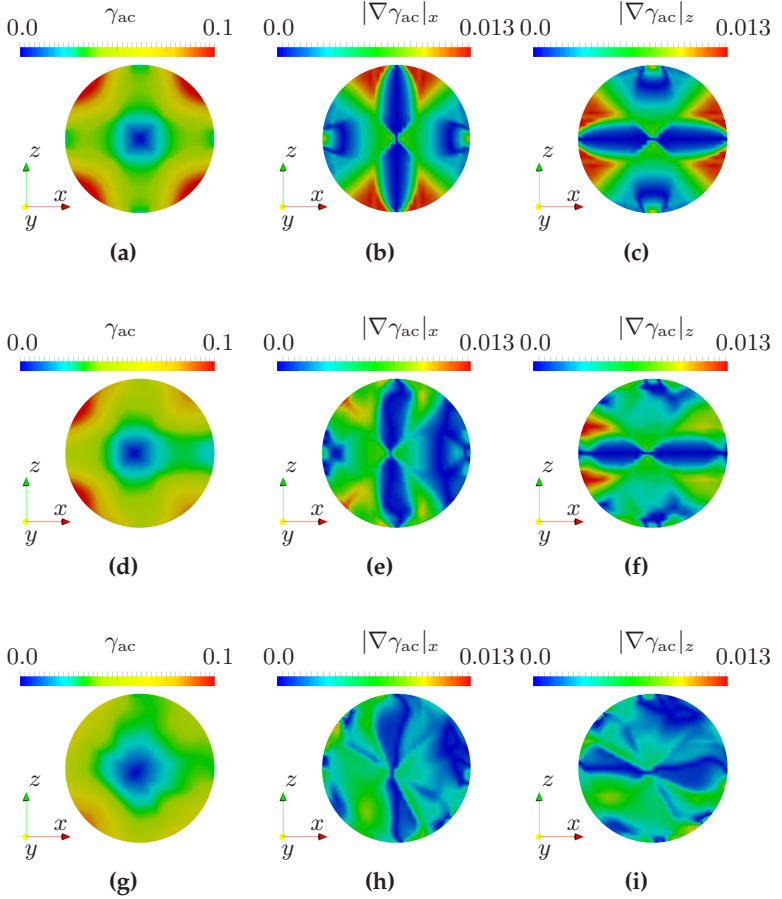 γac |∇γac|x |∇γac|z
0.0 0.1 0.0 0.013 0.0 0.013
z x y z x y z x y
(a) (b) (c)
γac |∇γac|x |∇γac|z
0.0 0.1 0.0 0.013 0.0 0.013
z x y z x y z x y
(d) (e) (f)
γac |∇γac|x |∇γac|z
0.0 0.1 0.0 0.013 0.0 0.013
z x y z x y z x y
(g) (h) (i)